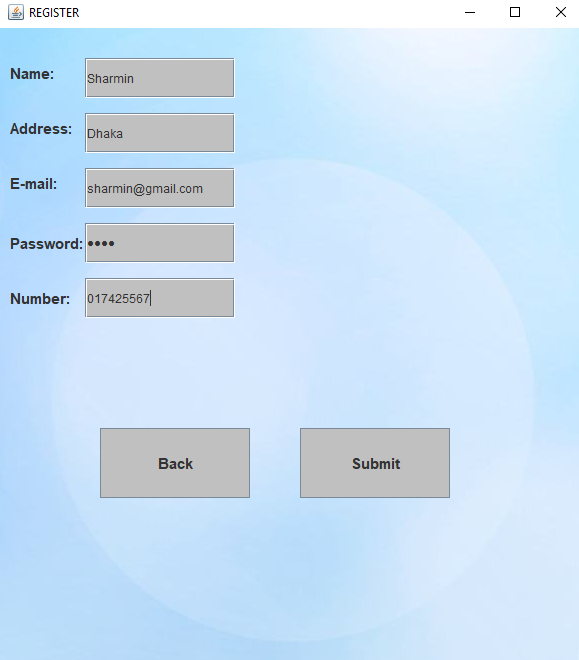 REGISTER
Name: Sharmin
Address: Dhaka
E-mail: sharmin@gmail.com
Password: ••••
Number: 017425567
Back Submit